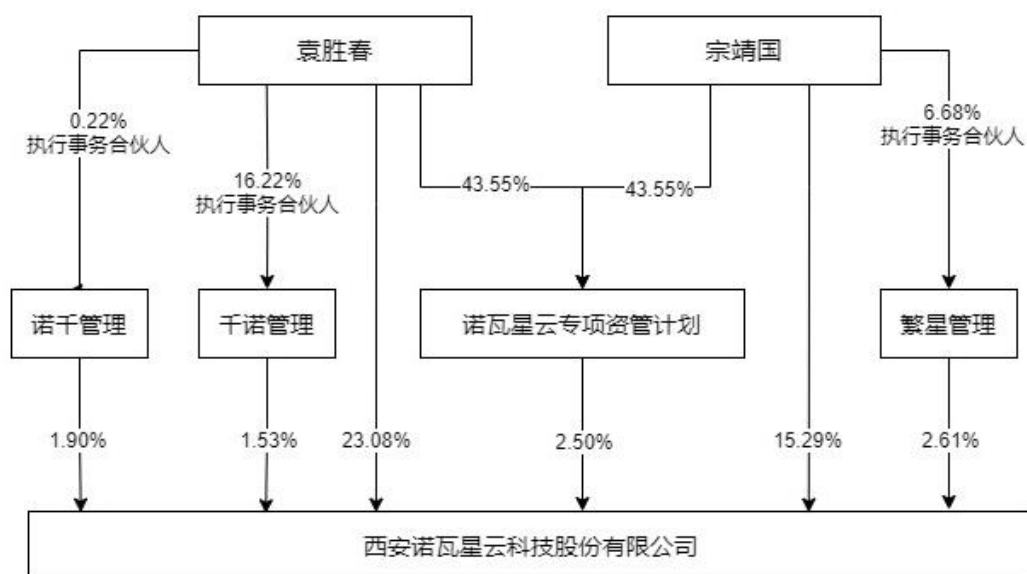 袁胜春
宗靖国
0.22%
执行事务合伙人
6.68%
执行事务合伙人
16.22%
执行事务合伙人
43.55%
43.55%
诺千管理
千诺管理
诺瓦星云专项资管计划
繁星管理
1.90%
1.53%
23.08%
2.50%
15.29%
2.61%
西安诺瓦星云科技股份有限公司